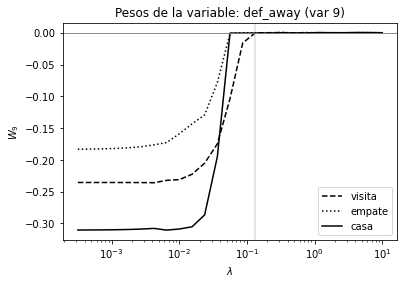 Pesos de la variable: def_away (var 9)
0.00
−0.05
−0.10
−0.15
−0.20
−0.25
−0.30
W₉
visita
empate
casa
10⁻³
10⁻²
10⁻¹
10⁰
10¹
λ